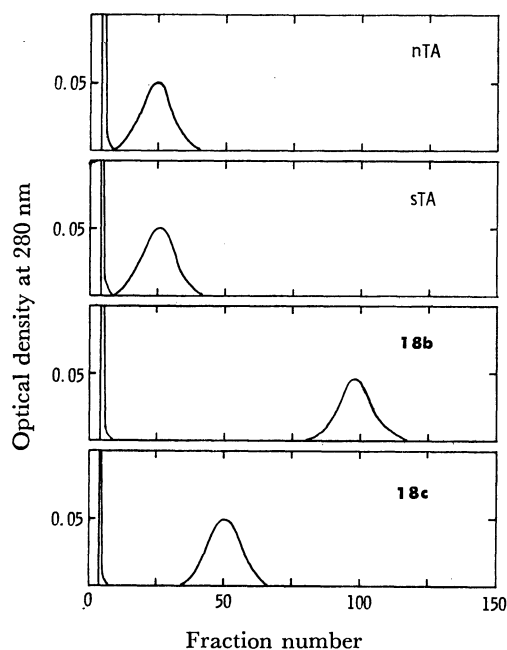 nTA
0.05
sTA
0.05
18b
0.05
18c
0.05
0 50 100 150
Optical density at 280 nm
Fraction number